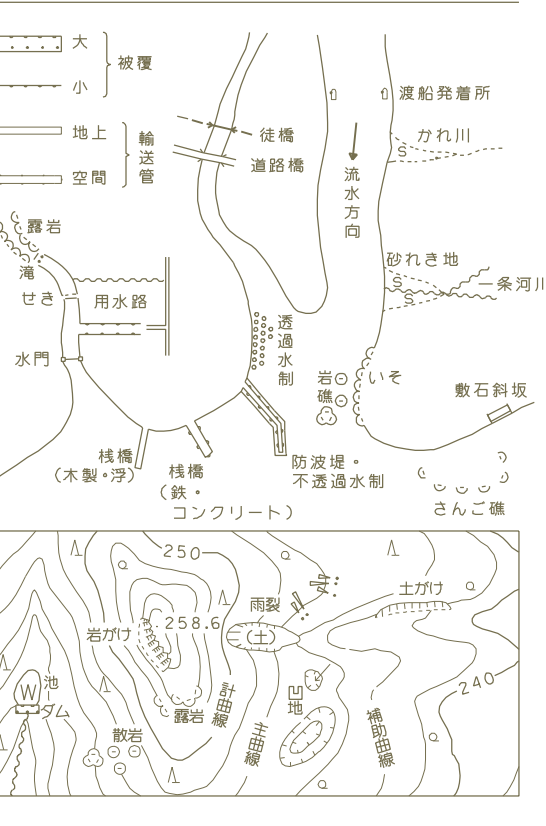 大
被覆
小
地上
輸送管
空間
徒橋
道路橋
渡船発着所
かれ川
S
流水方向
露岩
滝
せき
用水路
水門
砂れき地
一条河川
S
S
透過水制
岩礁
いそ
敷石斜坂
桟橋
(木製・浮)
桟橋
(鉄・
コンクリート)
防波堤・
不透過水制
さんご礁
250
雨裂
土がけ
岩がけ
258.6
(土)
池
W
ダム
計曲線
露岩
凹地
240
散岩
主曲線
補助曲線